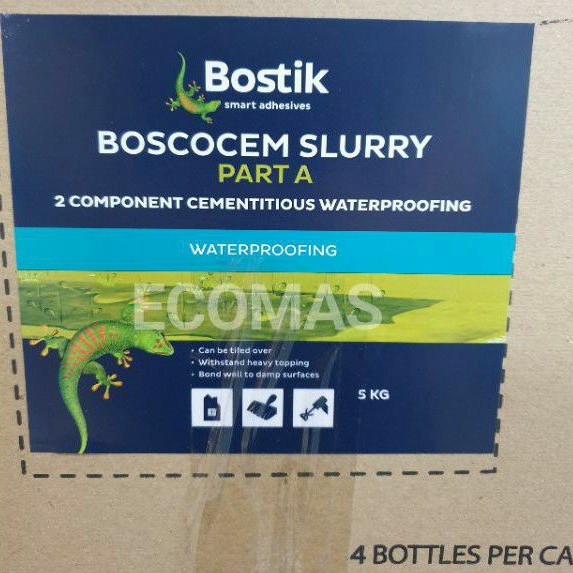 Bostik
smart adhesives
BOSCOCEM SLURRY
PART A
2 COMPONENT CEMENTITIOUS WATERPROOFING
WATERPROOFING
ECOMAS
• Can be tiled over
• Withstand heavy topping
• Bond well to damp surfaces
5 KG
4 BOTTLES PER CA